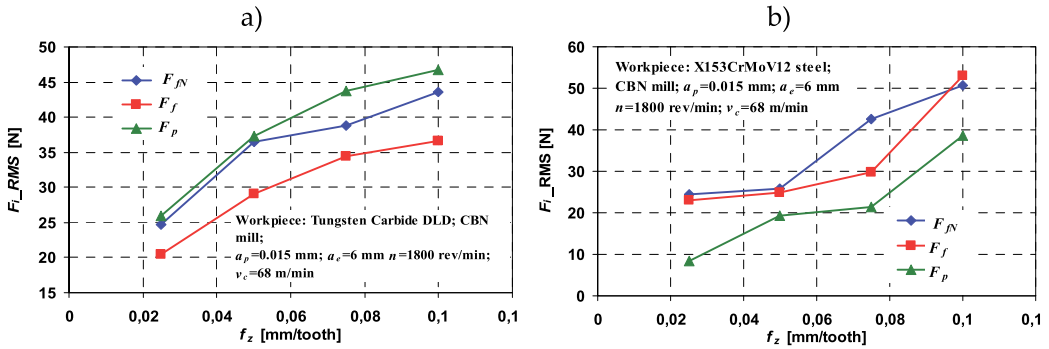 a)
F_i_RMS [N]
50
45
40
35
30
25
20
15
F_fN
F_f
F_p
Workpiece: Tungsten Carbide DLD; CBN
mill;
a_p=0.015 mm; a_e=6 mm n=1800 rev/min;
v_c=68 m/min
0 0,02 0,04 0,06 0,08 0,1 0,1
f_z [mm/tooth]
b)
F_i_RMS [N]
60
50
40
30
20
10
0
Workpiece: X153CrMoV12 steel;
CBN mill; a_p=0.015 mm; a_e=6 mm
n=1800 rev/min; v_c=68 m/min
F_fN
F_f
F_p
0 0,02 0,04 0,06 0,08 0,1 0,1
f_z [mm/tooth]